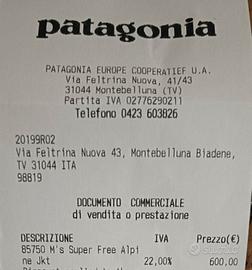 patagonia
PATAGONIA EUROPE COOPERATIEF U.A.
Via Feltrina Nuova, 41/43
31044 Montebelluna (TV)
Partita IVA 02776290211
Telefono 0423 603826
20199R02
Via Feltrina Nuova 43, Montebelluna Biadene,
TV 31044 ITA
98819
DOCUMENTO COMMERCIALE
di vendita o prestazione
DESCRIZIONE IVA Prezzo(€)
85750 M's Super Free Alpi
ne Jkt 22,00% 600,00